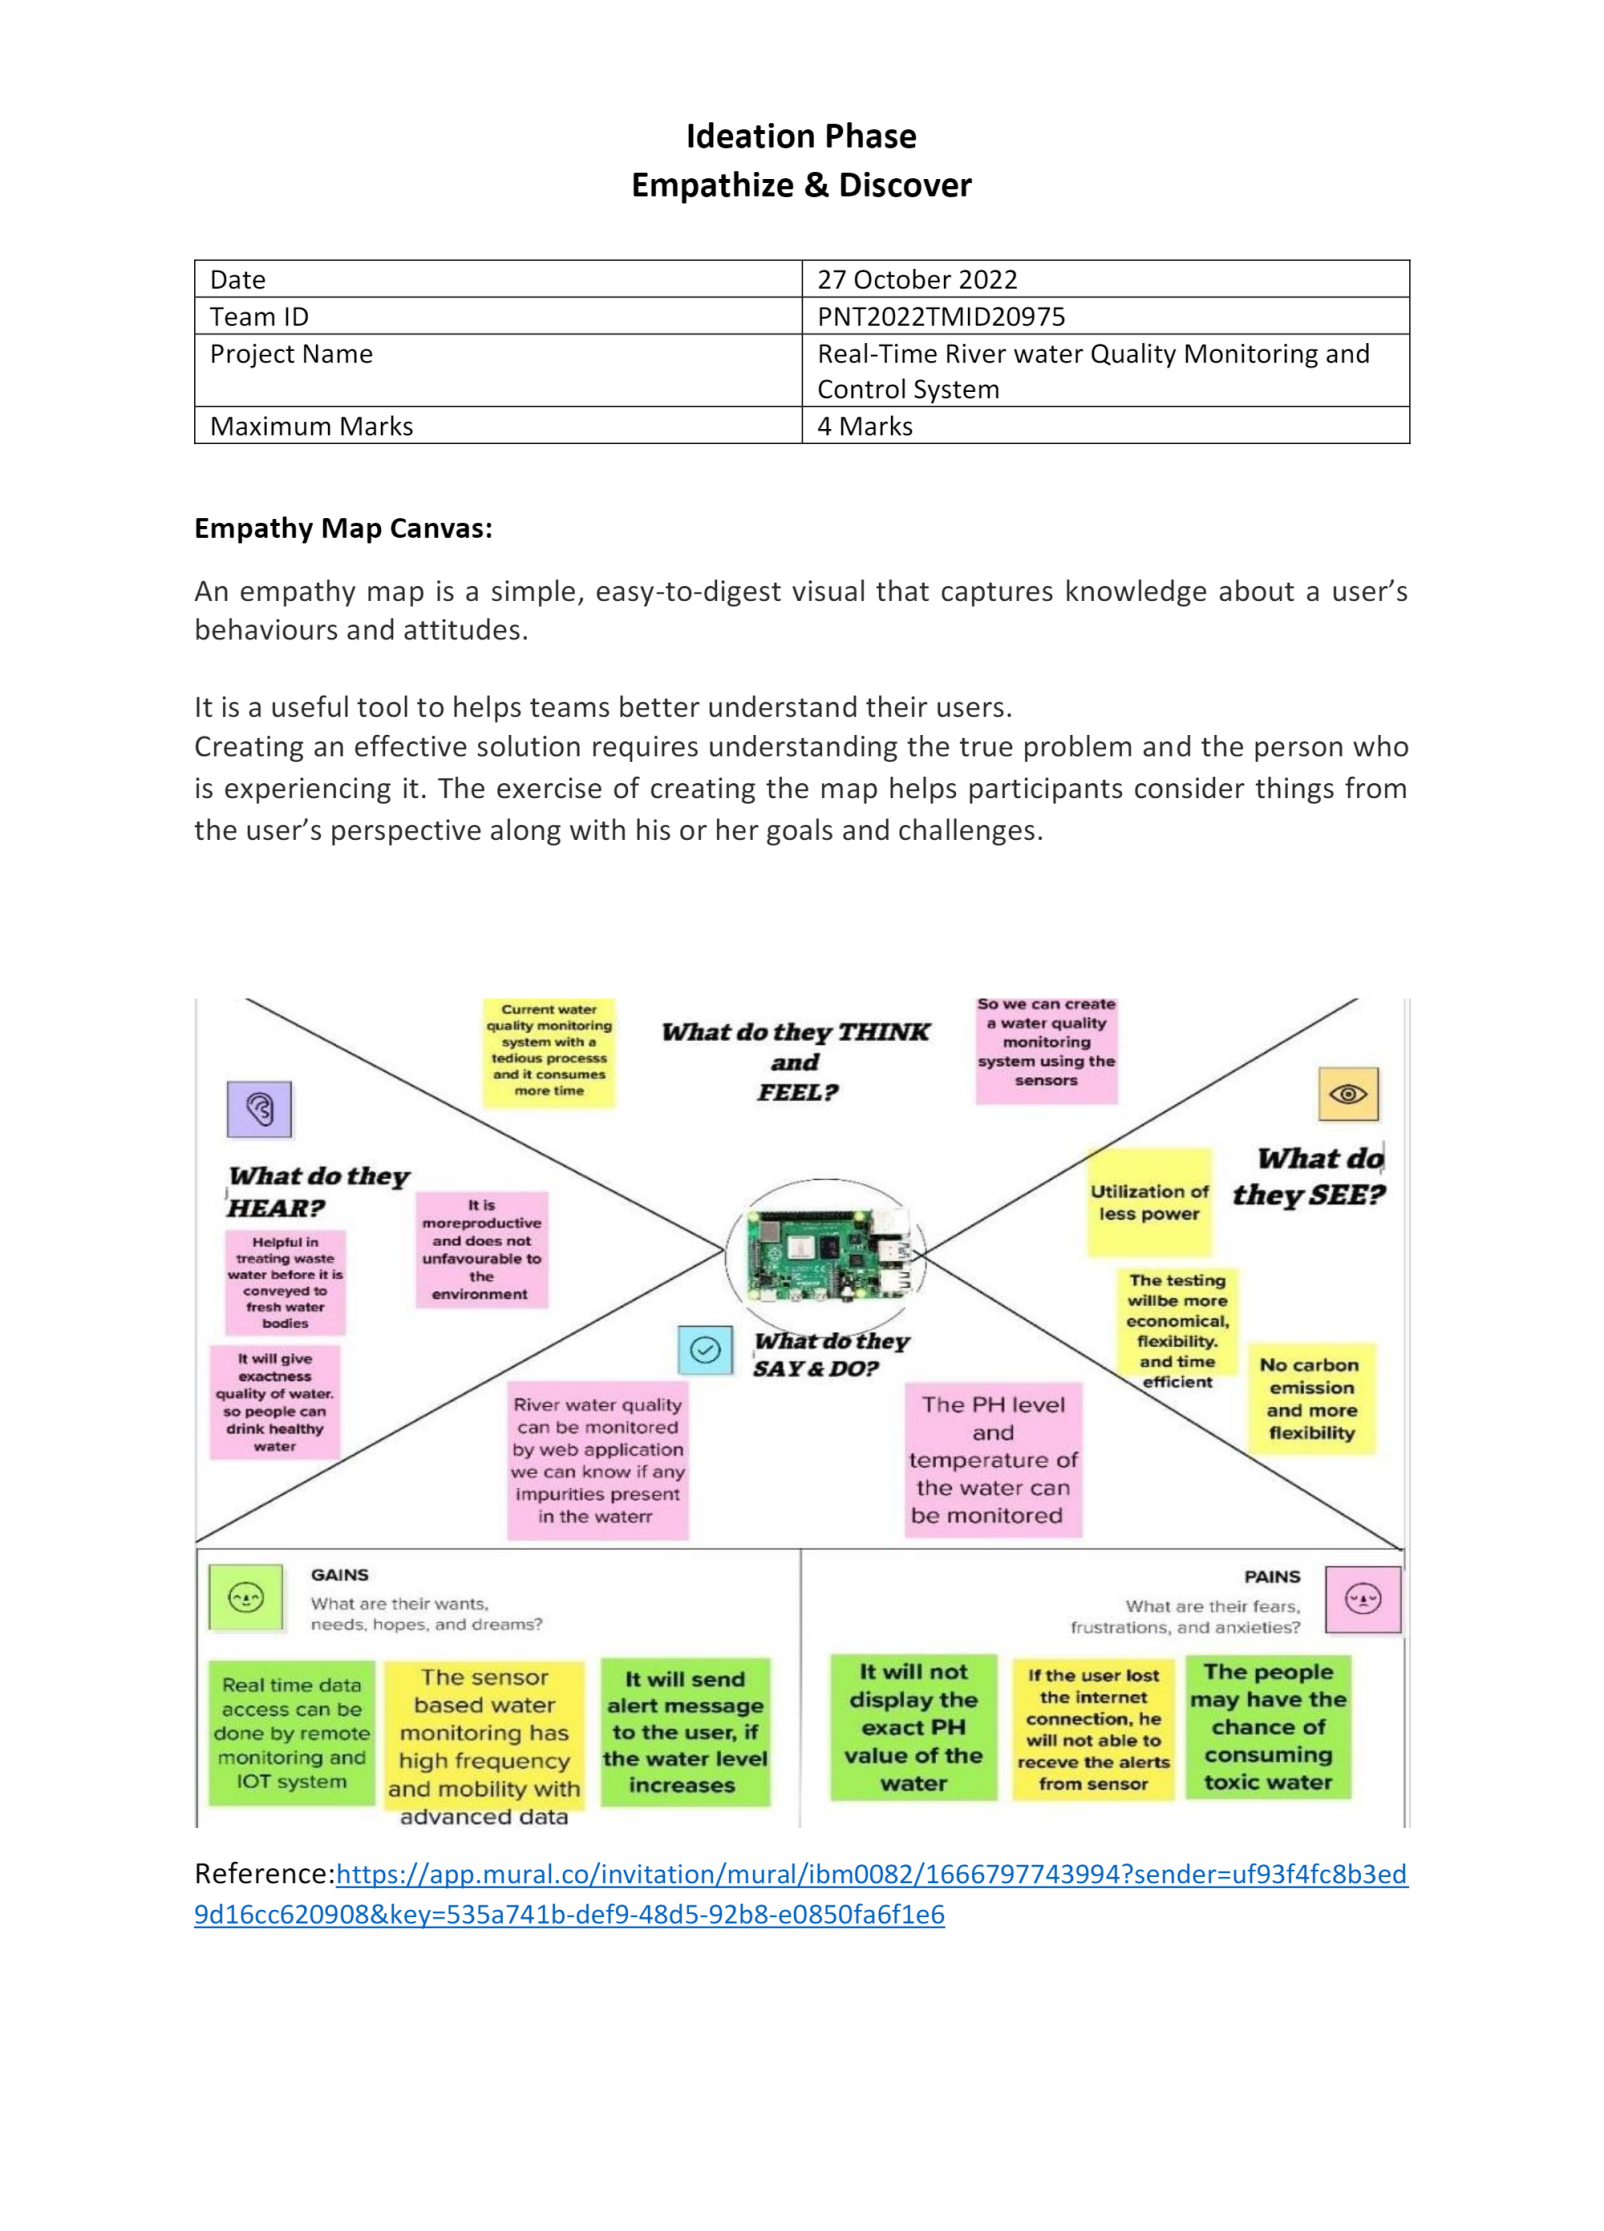 Ideation Phase
Empathize & Discover
Date
27 October 2022
Team ID
PNT2022TMID20975
Project Name
Real-Time River water Quality Monitoring and
Control System
Maximum Marks
4 Marks
Empathy Map Canvas:
An empathy map is a simple, easy-to-digest visual that captures knowledge about a user’s
behaviours and attitudes.
It is a useful tool to helps teams better understand their users.
Creating an effective solution requires understanding the true problem and the person who
is experiencing it. The exercise of creating the map helps participants consider things from
the user’s perspective along with his or her goals and challenges.
Current water
quality monitoring
system with a
tedious processs
and it consumes
more time
What do they THINK
and
FEEL?
So we can create
a water quality
monitoring
system using the
sensors
What do they
HEAR?
It is
moreproductive
and does not
unfavourable to
the
environment
Helpful in
treating waste
water before it is
conveyed to
fresh water
bodies
It will give
exactness
quality of water.
so people can
drink healthy
water
What do
they SEE?
Utilization of
less power
The testing
willbe more
economical,
flexibility.
and time
efficient
No carbon
emission
and more
flexibility
What do they
SAY & DO?
River water quality
can be monitored
by web application
we can know if any
impurities present
in the waterr
The PH level
and
temperature of
the water can
be monitored
GAINS
What are their wants,
needs, hopes, and dreams?
Real time data
access can be
done by remote
monitoring and
IOT system
The sensor
based water
monitoring has
high frequency
and mobility with
advanced data
It will send
alert message
to the user, if
the water level
increases
PAINS
What are their fears,
frustrations, and anxieties?
It will not
display the
exact PH
value of the
water
If the user lost
the internet
connection, he
will not able to
receve the alerts
from sensor
The people
may have the
chance of
consuming
toxic water
Reference:https://app.mural.co/invitation/mural/ibm0082/1666797743994?sender=uf93f4fc8b3ed
9d16cc620908&key=535a741b-def9-48d5-92b8-e0850fa6f1e6